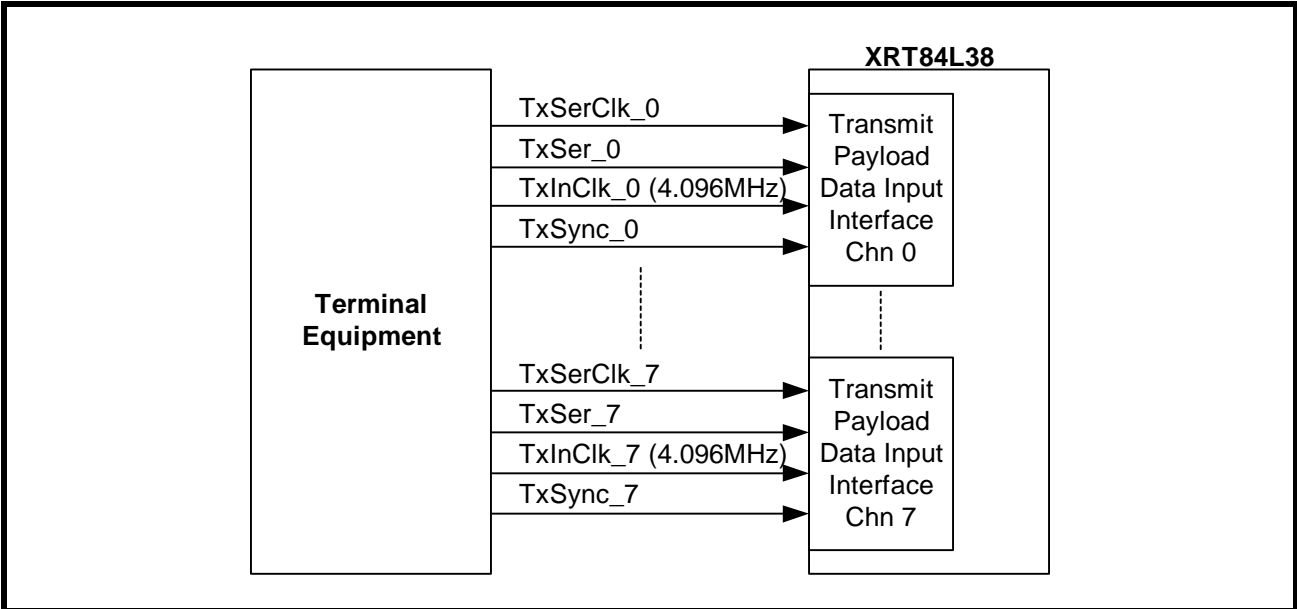 XRT84L38
TxSerClk_0
TxSer_0
TxInClk_0 (4.096MHz)
TxSync_0
Transmit
Payload
Data Input
Interface
Chn 0
Terminal
Equipment
TxSerClk_7
TxSer_7
TxInClk_7 (4.096MHz)
TxSync_7
Transmit
Payload
Data Input
Interface
Chn 7